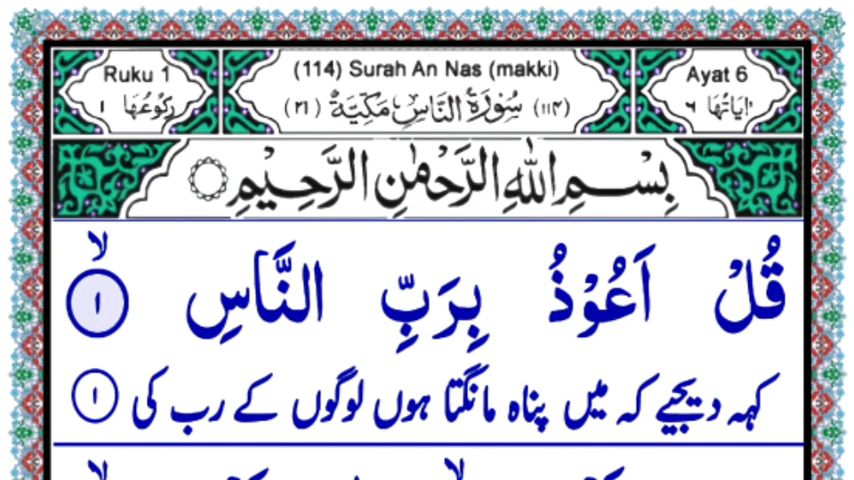 Ruku 1
رکوعها ۱
(114) Surah An Nas (makki)
(۱۱۴) سُوْرَةُ النَّاسِ مَكِّيَّةٌ (۲۱)
Ayat 6
اٰيَاتُهَا ۶
بِسْمِ اللّٰهِ الرَّحْمٰنِ الرَّحِيْمِ
قُلْ اَعُوْذُ بِرَبِّ النَّاسِ ۙ ۱
کہہ دیجیے کہ میں پناہ مانگتا ہوں لوگوں کے رب کی ۱